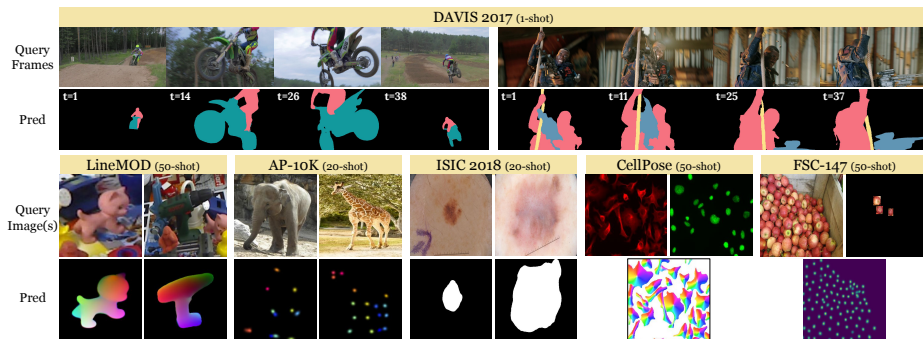 DAVIS 2017 (1-shot)
Query
Frames
t=1 t=14 t=26 t=38 t=1 t=11 t=25 t=37
Pred
LineMOD (50-shot) AP-10K (20-shot) ISIC 2018 (20-shot) CellPose (50-shot) FSC-147 (50-shot)
Query
Image(s)
Pred